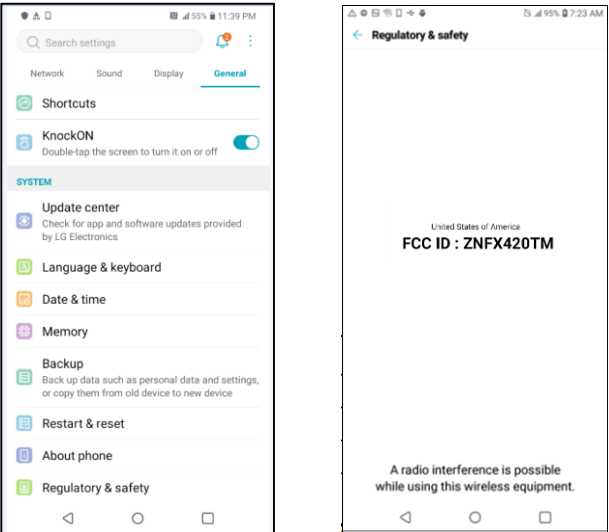 55% 11:39 PM
Search settings
2
Network Sound Display General
Shortcuts
KnockON
Double-tap the screen to turn it on or off
SYSTEM
Update center
Check for app and software updates provided
by LG Electronics
Language & keyboard
Date & time
Memory
Backup
Back up data such as personal data and settings,
or copy them from old device to new device
Restart & reset
About phone
Regulatory & safety
95% 7:23 AM
Regulatory & safety
United States of America
FCC ID : ZNFX420TM
A radio interference is possible
while using this wireless equipment.